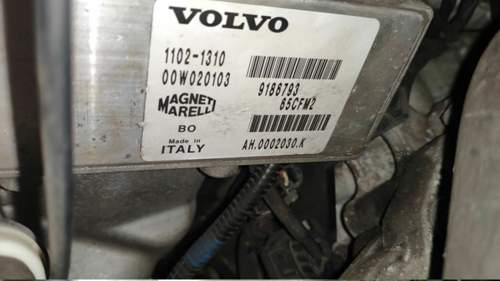 VOLVO
1102-1310
00W020103
9186793
MAGNETI
MARELLI
65CFM2
BO
Made in
ITALY
AH.0002030.K